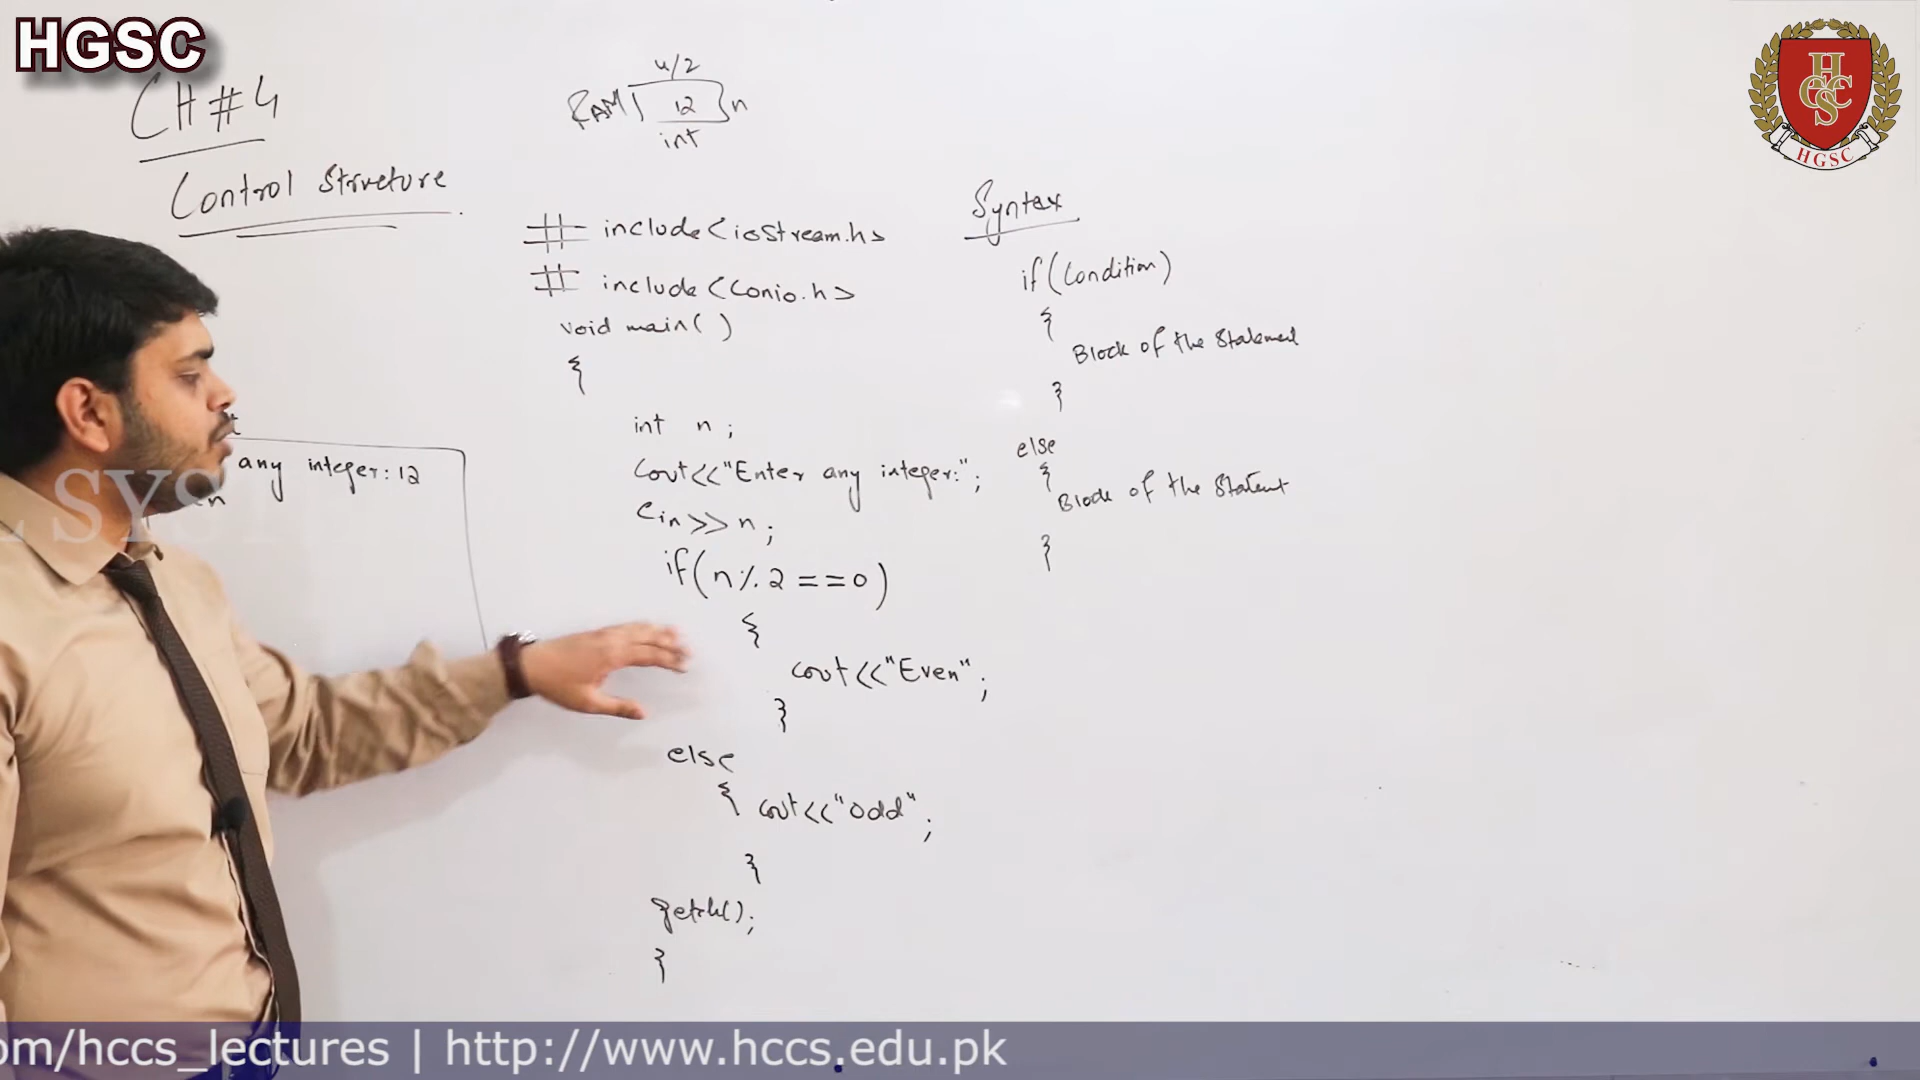 HGSC
CH#4
Control Structure
RAM
4/2
12
n
int
# include<iostream.h>
# include<conio.h>
void main()
{
int n;
Cout<<"Enter any integer:";
Cin>>n;
if(n%2==0)
{
cout<<"Even";
}
else
{ cout<<"odd";
}
getch();
}
Syntax
if(Condition)
{
Block of the Statement
}
else
{
Block of the
}
any integer:12
SYS
H
S
HGSC
om/hccs_lectures | http://www.hccs.edu.pk